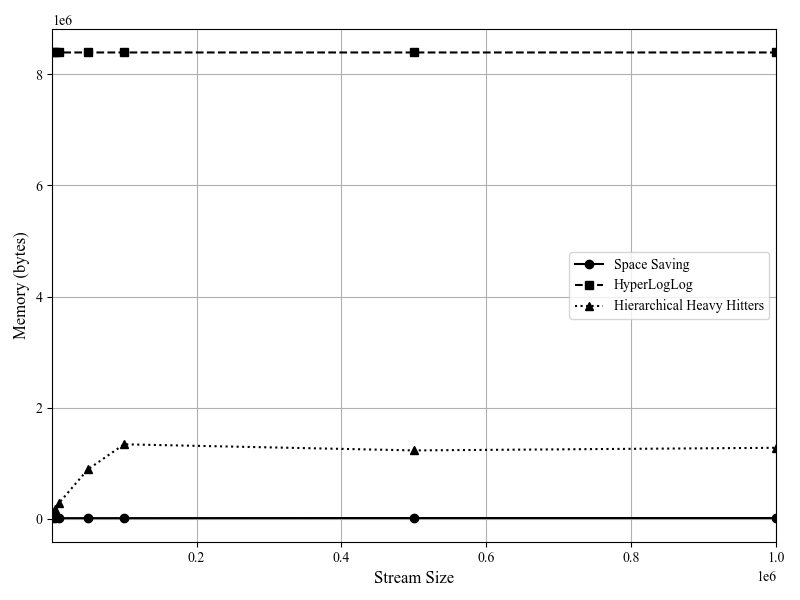 1e6
8
6
4
2
0
Memory (bytes)
Space Saving
HyperLogLog
Hierarchical Heavy Hitters
0.2
0.4
0.6
0.8
1.0
1e6
Stream Size